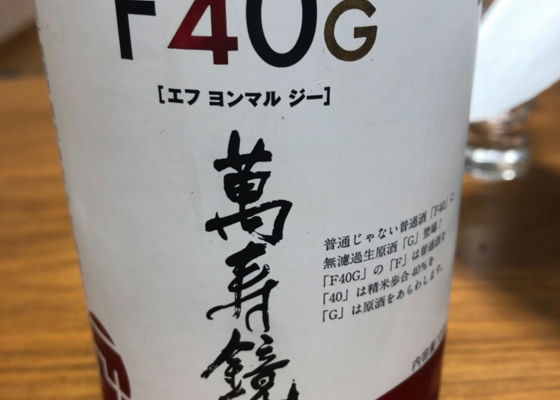 F40G
[エフ ヨンマル ジー]
萬寿鏡
普通じゃない普通酒「F40」に
無濾過生原酒「G」登場!
「F40G」の「F」は普通酒を
「40」は精米歩合40%を
「G」は原酒をあらわします。
内容量